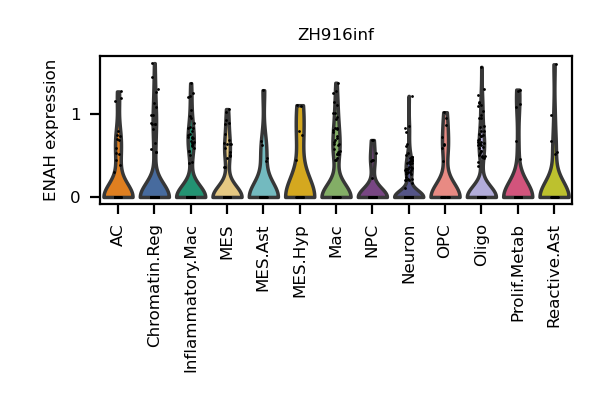 ZH916inf
ENAH expression
1
0
AC
Chromatin.Reg
Inflammatory.Mac
MES
MES.Ast
MES.Hyp
Mac
NPC
Neuron
OPC
Oligo
Prolif.Metab
Reactive.Ast